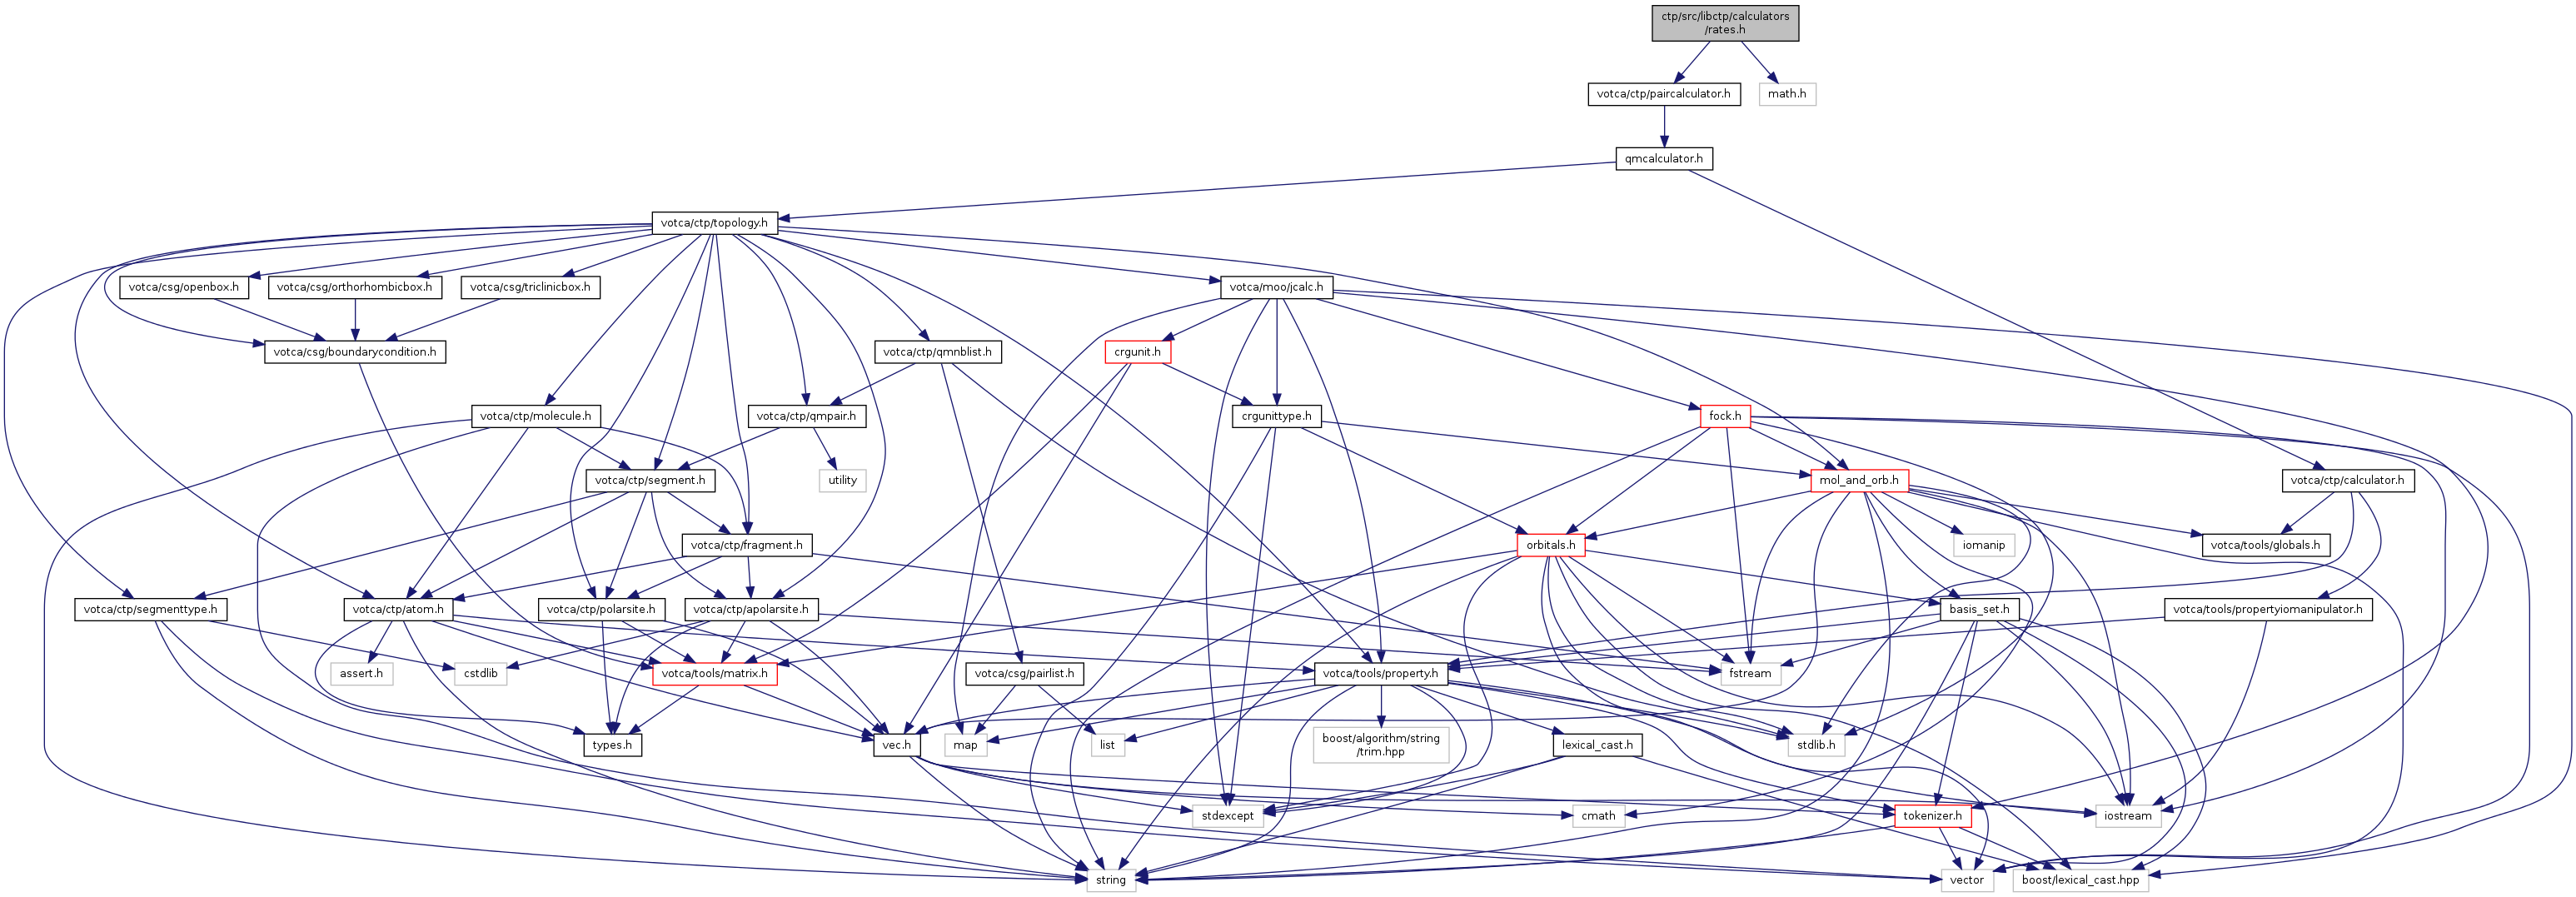 ctp/src/libctp/calculators
/rates.h
votca/ctp/paircalculator.h
math.h
qmcalculator.h
votca/ctp/topology.h
votca/csg/openbox.h
votca/csg/orthorhombicbox.h
votca/csg/triclinicbox.h
votca/moo/jcalc.h
votca/csg/boundarycondition.h
votca/ctp/qmnblist.h
crgunit.h
votca/ctp/molecule.h
votca/ctp/qmpair.h
crgunittype.h
fock.h
votca/ctp/segment.h
utility
mol_and_orb.h
votca/ctp/calculator.h
votca/ctp/fragment.h
orbitals.h
iomanip
votca/tools/globals.h
votca/ctp/segmenttype.h
votca/ctp/atom.h
votca/ctp/polarsite.h
votca/ctp/apolarsite.h
basis_set.h
votca/tools/propertyiomanipulator.h
assert.h
cstdlib
votca/tools/matrix.h
votca/csg/pairlist.h
votca/tools/property.h
fstream
types.h
vec.h
map
list
boost/algorithm/string
/trim.hpp
lexical_cast.h
stdlib.h
stdexcept
cmath
tokenizer.h
iostream
string
vector
boost/lexical_cast.hpp